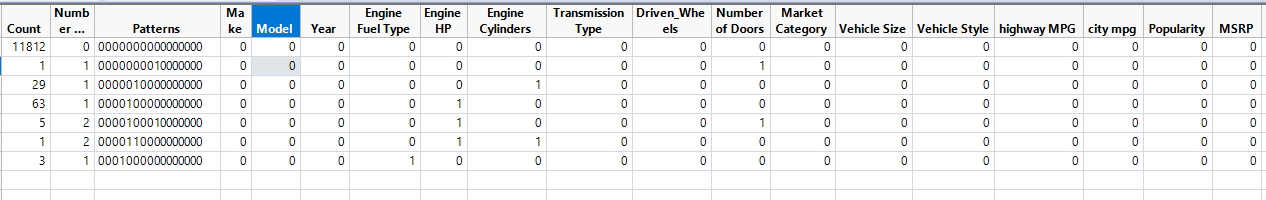 Numb Ma Engine Engine Engine Transmission Driven_Whe Number Market
Count er ... Patterns ke Model Year Fuel Type HP Cylinders Type els of Doors Category Vehicle Size Vehicle Style highway MPG city mpg Popularity MSRP
11812 0 0000000000000000 0 0 0 0 0 0 0 0 0 0 0 0 0 0 0 0
1 1 0000000010000000 0 0 0 0 0 0 0 0 1 0 0 0 0 0 0 0
29 1 0000010000000000 0 0 0 0 0 1 0 0 0 0 0 0 0 0 0 0
63 1 0000100000000000 0 0 0 0 1 0 0 0 0 0 0 0 0 0 0 0
5 2 0000100010000000 0 0 0 0 1 0 0 0 1 0 0 0 0 0 0 0
1 2 0000110000000000 0 0 0 0 1 1 0 0 0 0 0 0 0 0 0 0
3 1 0001000000000000 0 0 0 1 0 0 0 0 0 0 0 0 0 0 0 0